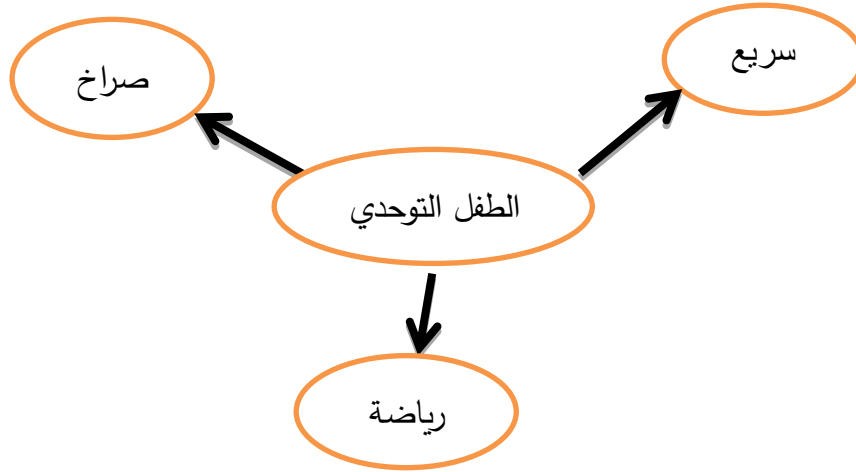 سريع
صراخ
الطفل التوحدي
رياضة